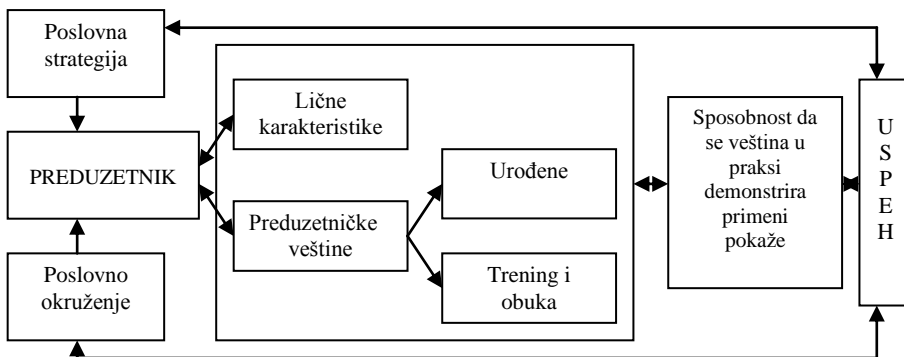 Poslovna
strategija
PREDUZETNIK
Poslovno
okruženje
Lične
karakteristike
Preduzetničke
veštine
Urođene
Trening i
obuka
Sposobnost da
se veština u
praksi
demonstrira
primeni
pokaže
U
S
P
E
H